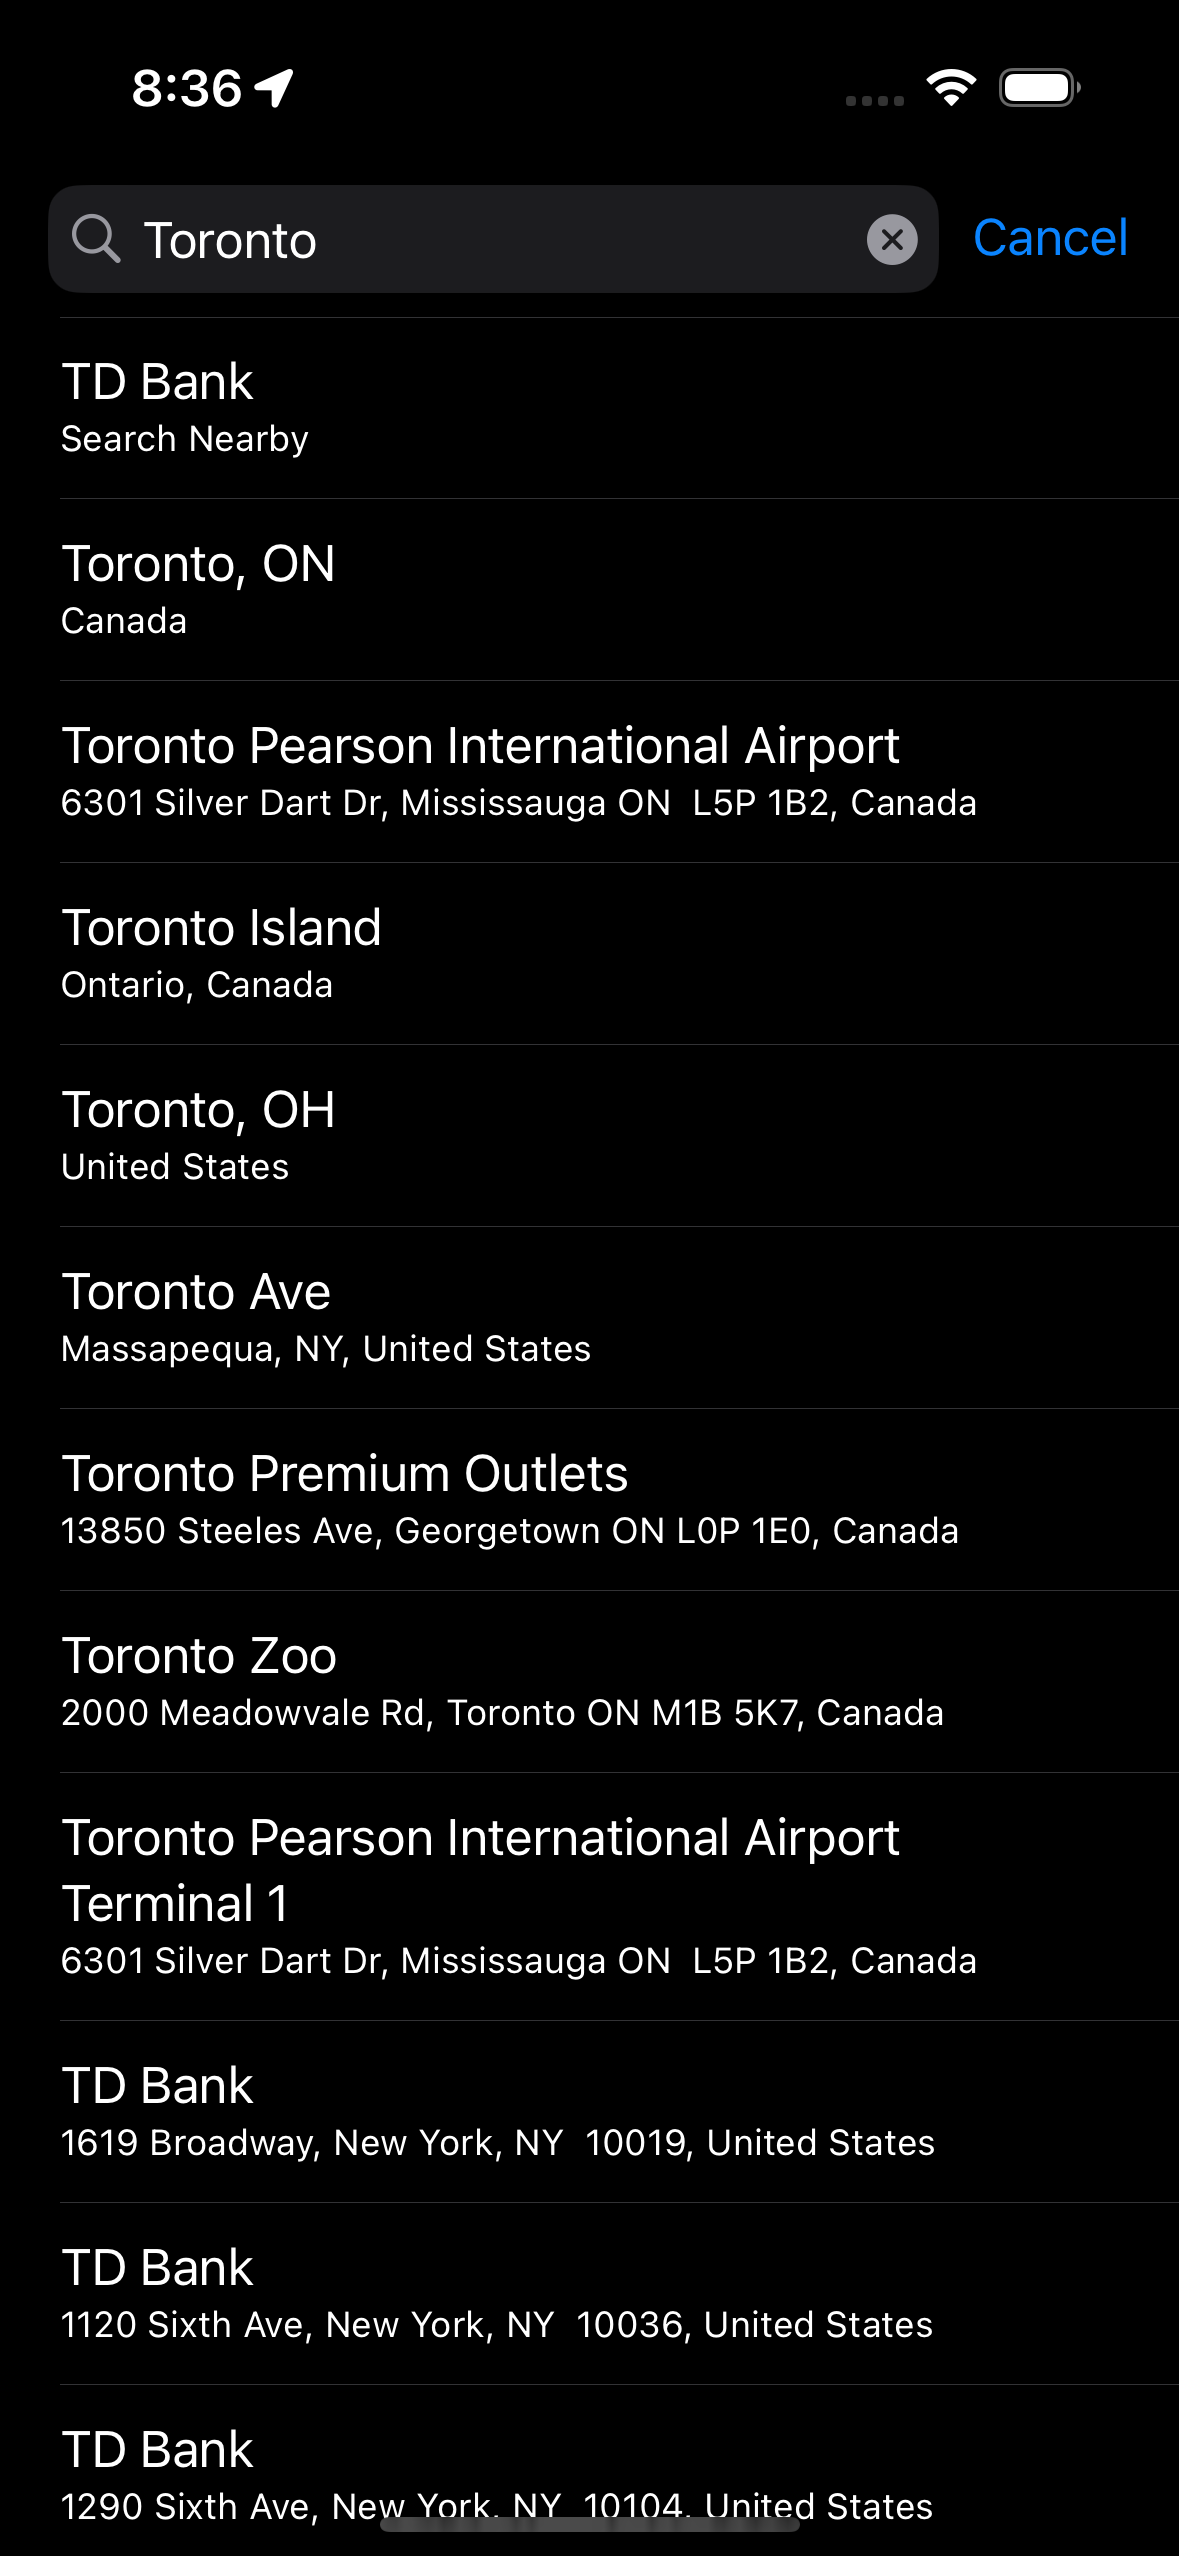 8:36
Toronto
Cancel
TD Bank
Search Nearby
Toronto, ON
Canada
Toronto Pearson International Airport
6301 Silver Dart Dr, Mississauga ON  L5P 1B2, Canada
Toronto Island
Ontario, Canada
Toronto, OH
United States
Toronto Ave
Massapequa, NY, United States
Toronto Premium Outlets
13850 Steeles Ave, Georgetown ON L0P 1E0, Canada
Toronto Zoo
2000 Meadowvale Rd, Toronto ON M1B 5K7, Canada
Toronto Pearson International Airport
Terminal 1
6301 Silver Dart Dr, Mississauga ON  L5P 1B2, Canada
TD Bank
1619 Broadway, New York, NY  10019, United States
TD Bank
1120 Sixth Ave, New York, NY  10036, United States
TD Bank
1290 Sixth Ave, New York, NY  10104, United States